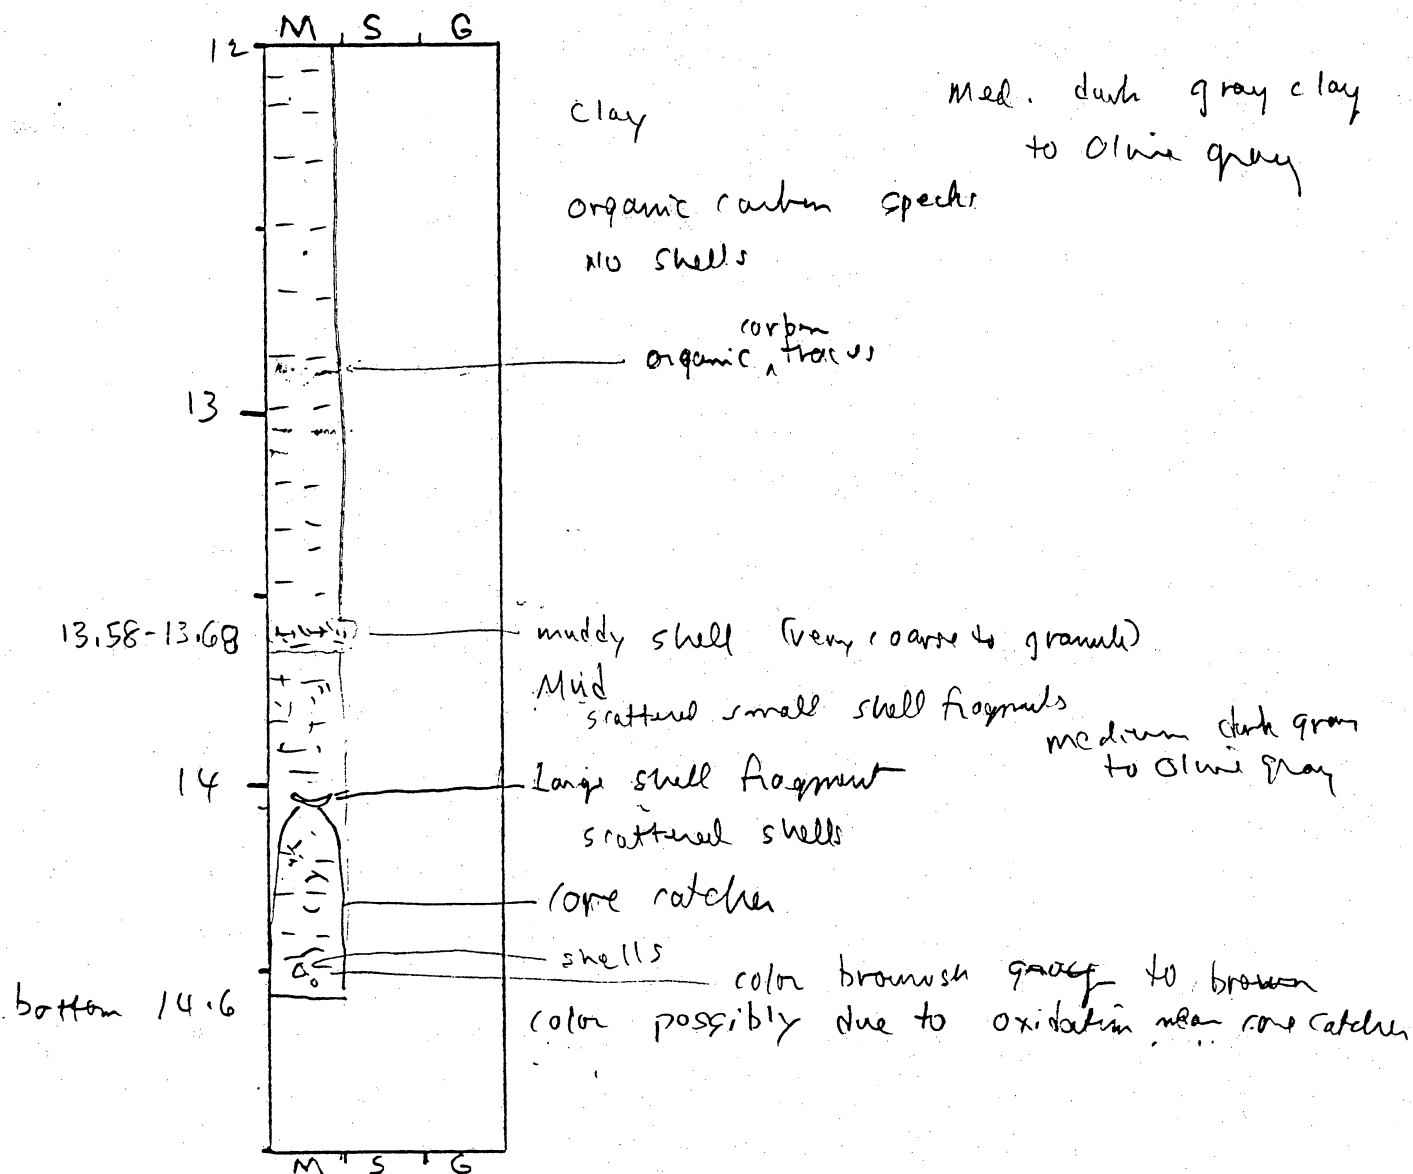 M S G
12
Clay
Med. dark gray clay
to Olive gray
organic carbon specks
No shells
carbon
organic ^ traces
13
13.58-13.68
muddy shell (very coarse to granule)
Mud
scattered small shell fragments
medium dark gray
to Olive gray
14
Large shell fragment
scattered shells
core catcher
shells
color brownish gray to brown
bottom 14.6
color possibly due to oxidation near core catcher
M S G